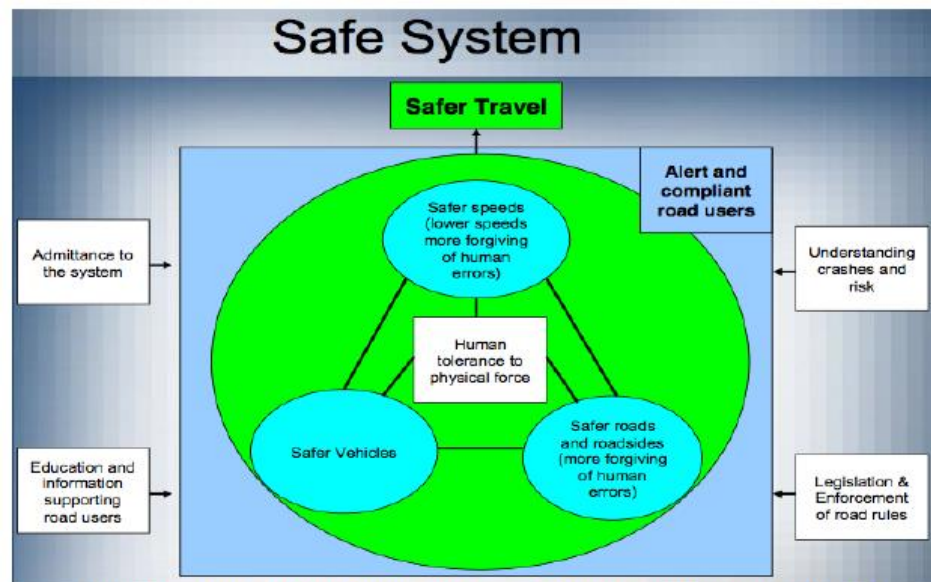 Safe System
Safer Travel
Alert and
compliant
road users
Safer speeds
(lower speeds
more forgiving
of human
errors)
Admittance to
the system
Understanding
crashes and
risk
Human
tolerance to
physical force
Safer Vehicles
Safer roads
and roadsides
(more forgiving
of human
errors)
Education and
information
supporting
road users
Legislation &
Enforcement
of road rules